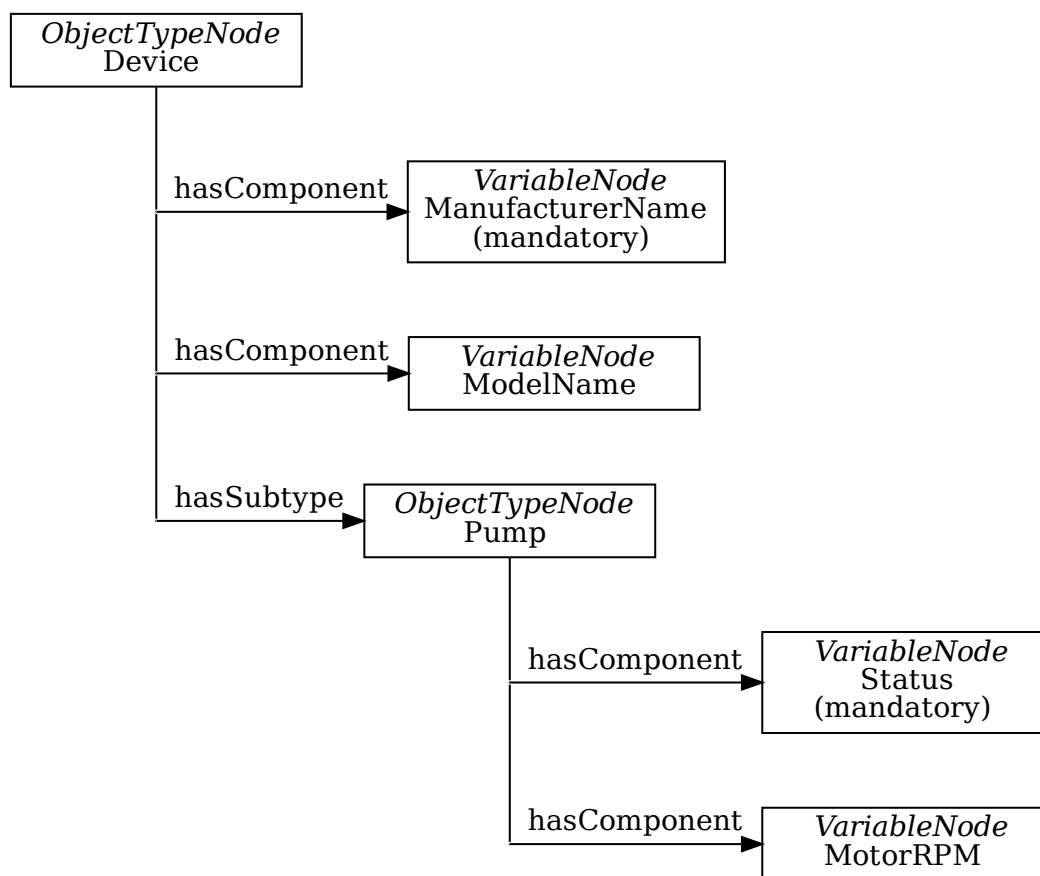 ObjectTypeNode
Device
hasComponent
VariableNode
ManufacturerName
(mandatory)
hasComponent
VariableNode
ModelName
hasSubtype
ObjectTypeNode
Pump
hasComponent
VariableNode
Status
(mandatory)
hasComponent
VariableNode
MotorRPM